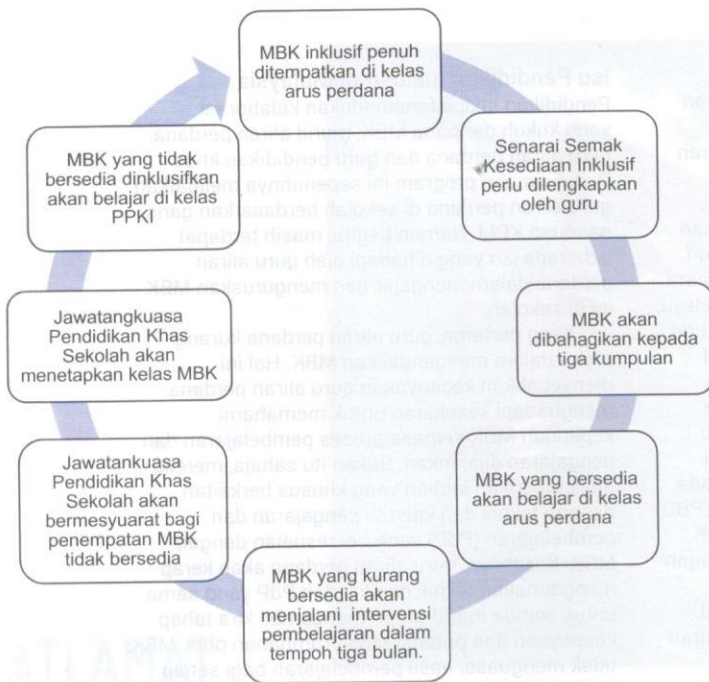 MBK inklusif penuh
ditempatkan di kelas
arus perdana
Senarai Semak
Kesediaan Inklusif
perlu dilengkapkan
oleh guru
MBK akan
dibahagikan kepada
tiga kumpulan
MBK yang bersedia
akan belajar di kelas
arus perdana
MBK yang kurang
bersedia akan
menjalani intervensi
pembelajaran dalam
tempoh tiga bulan.
Jawatankuasa
Pendidikan Khas
Sekolah akan
bermesyuarat bagi
penempatan MBK
tidak bersedia
Jawatangkuasa
Pendidikan Khas
Sekolah akan
menetapkan kelas MBK
MBK yang tidak
bersedia dinklusifkan
akan belajar di kelas
PPKI